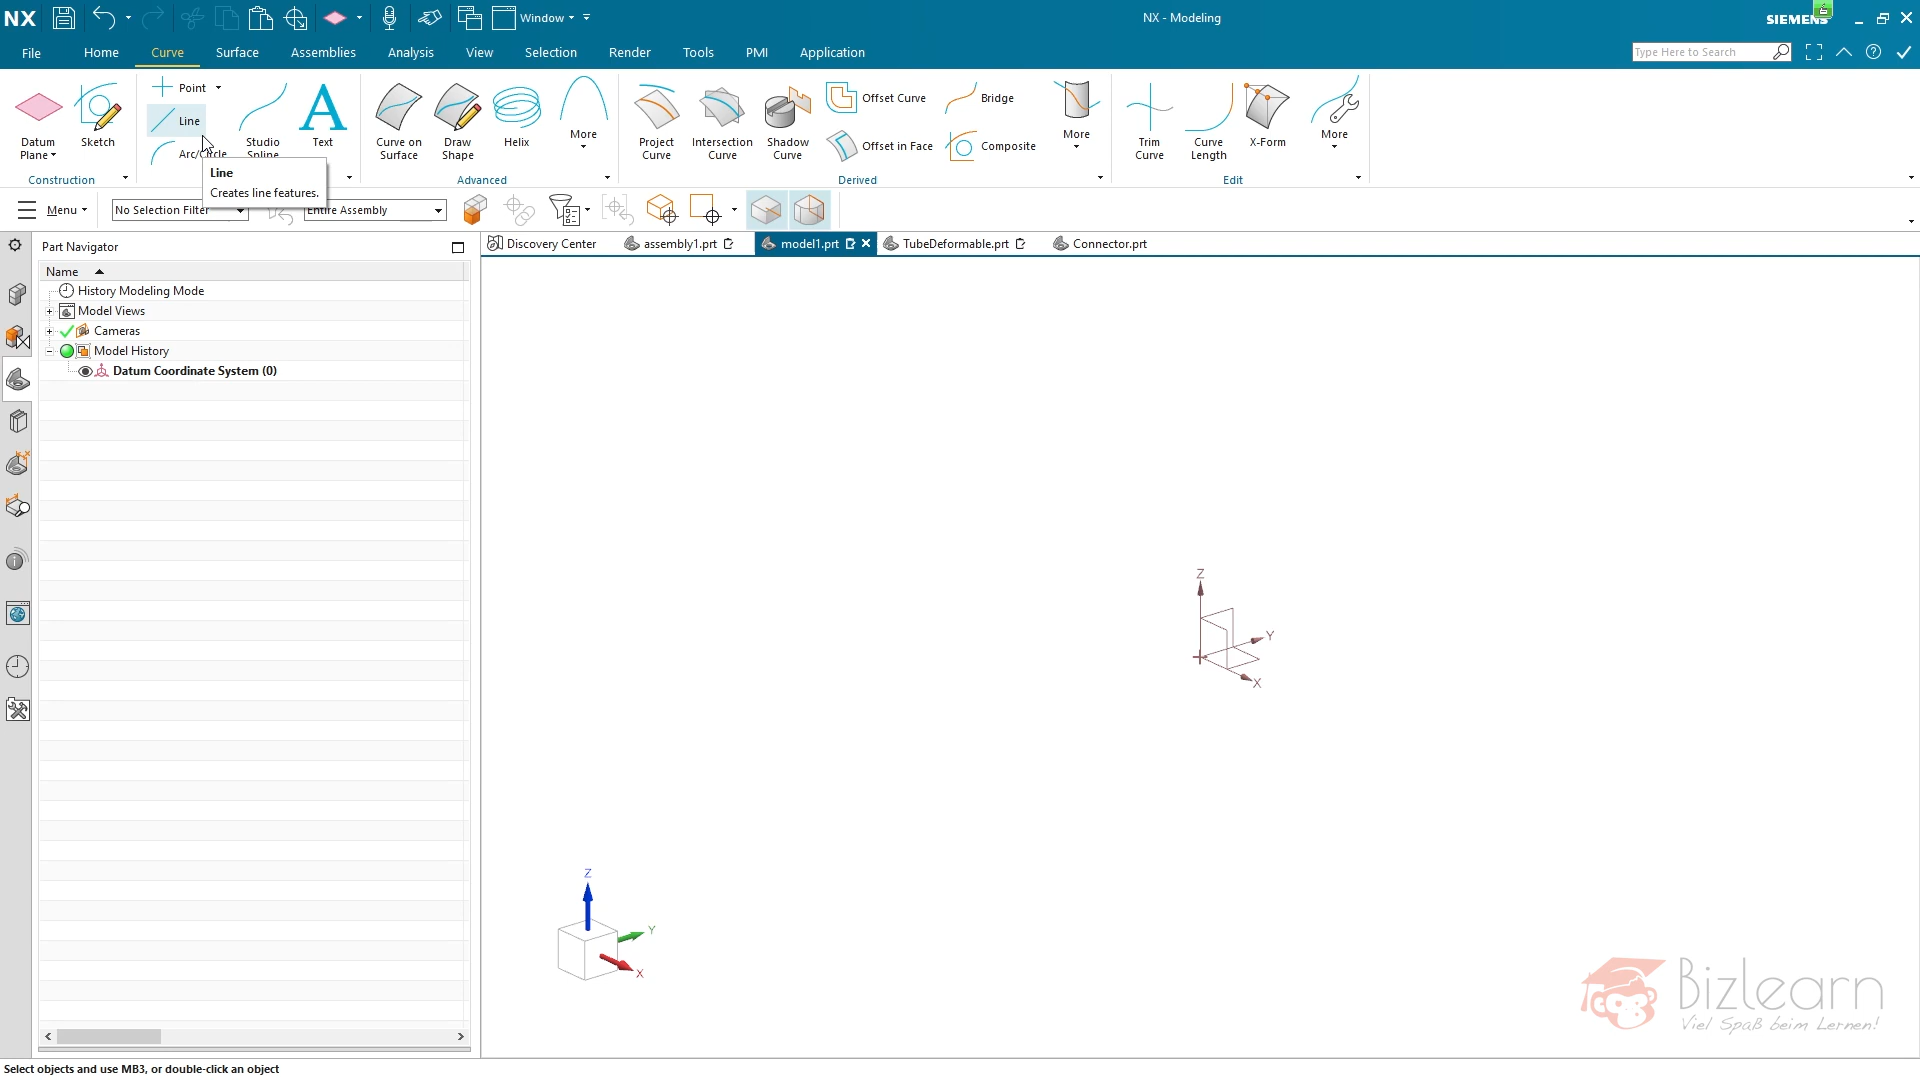 NX
Window
NX - Modeling
SIEMENS
File
Home
Curve
Surface
Assemblies
Analysis
View
Selection
Render
Tools
PMI
Application
Type Here to Search
Datum
Plane
Sketch
Point
Line
Arc/Circle
Studio
Spline
Text
Curve on
Surface
Draw
Shape
Helix
More
Project
Curve
Intersection
Curve
Shadow
Curve
Offset Curve
Offset in Face
Bridge
Composite
More
Trim
Curve
Curve
Length
X-Form
More
Construction
Advanced
Derived
Edit
Line
Creates line features.
Menu
No Selection Filter
Entire Assembly
Part Navigator
Discovery Center
assembly1.prt
model1.prt
TubeDeformable.prt
Connector.prt
Name
History Modeling Mode
Model Views
Cameras
Model History
Datum Coordinate System (0)
Z
Y
X
Z
Y
X
Bizlearn
Viel Spaß beim Lernen!
Select objects and use MB3, or double-click an object